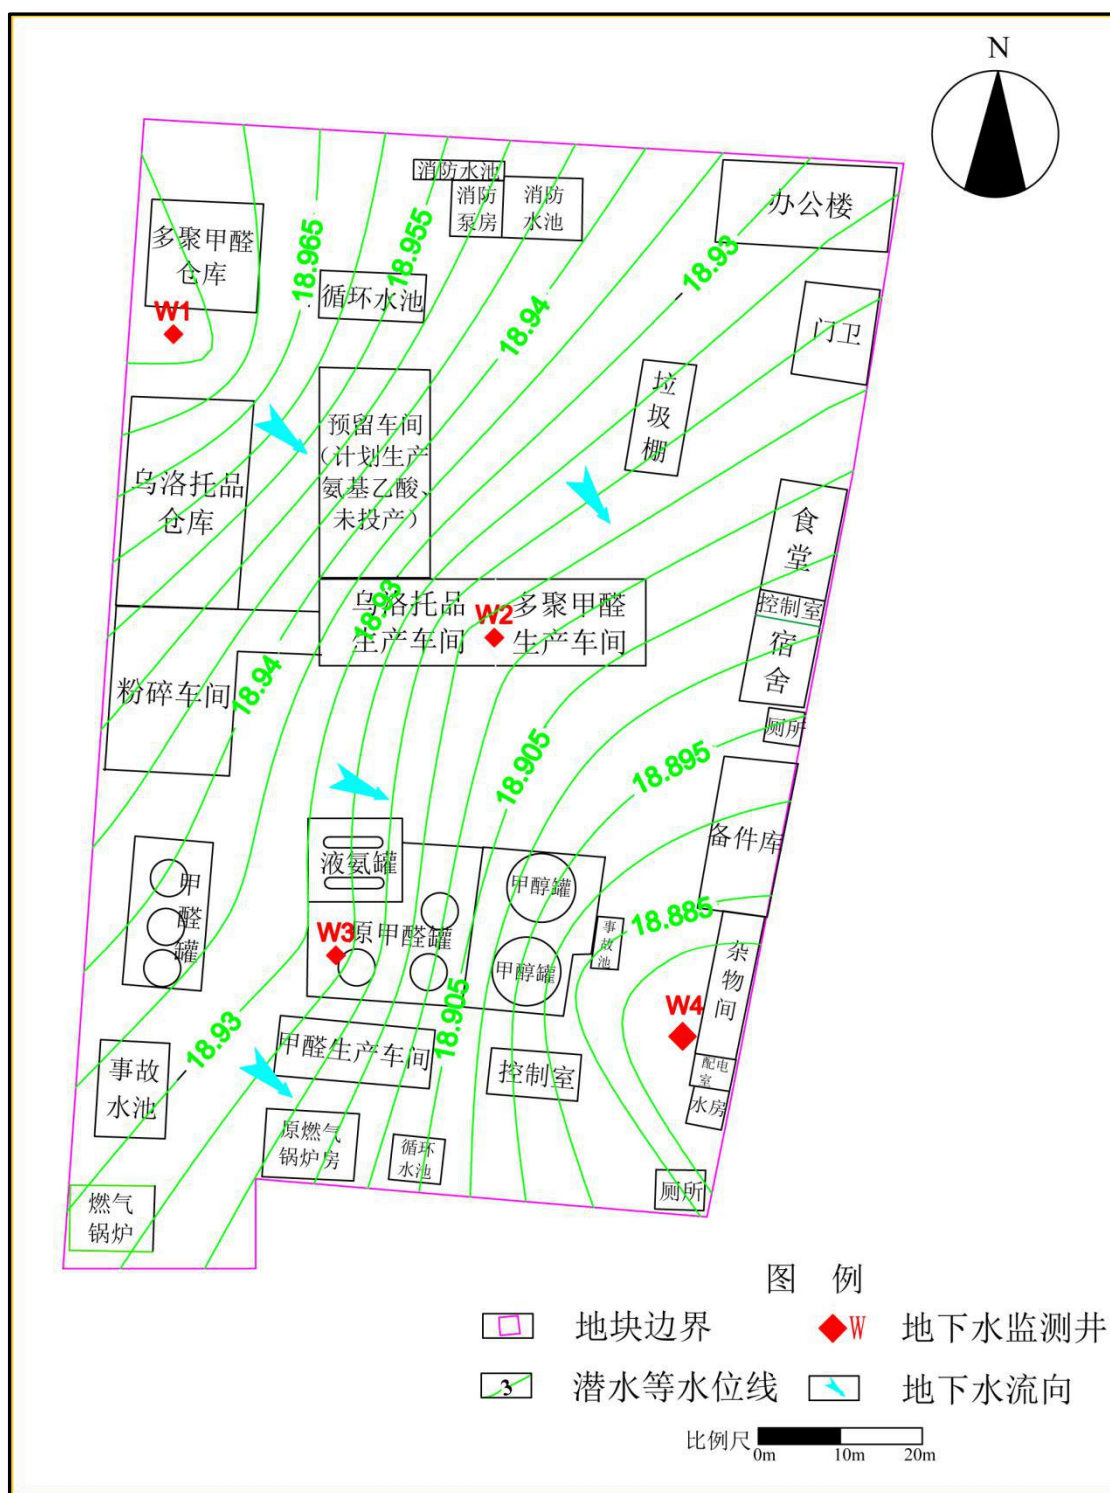 N
消防水池
消防
泵房
消防
水池
办公楼
多聚甲醛
仓库
W1
18.965
18.955
循环水池
18.94
18.93
门卫
垃
圾
棚
预留车间
（计划生产
氨基乙酸、
未投产）
乌洛托品
仓库
食
堂
控制室
宿
舍
厕所
18.93
乌洛托品
生产车间
W2
多聚甲醛
生产车间
粉碎车间
18.94
18.905
18.895
备件库
液氨罐
甲醇罐
甲
醛
罐
W3
原甲醛罐
甲醇罐
事
故
池
18.885
杂
物
间
W4
18.93
18.905
甲醛生产车间
控制室
配电
室
水房
事故
水池
原燃气
锅炉房
循环
水池
厕所
燃气
锅炉
图 例
地块边界
W 地下水监测井
3 潜水等水位线
地下水流向
比例尺
0m 10m 20m